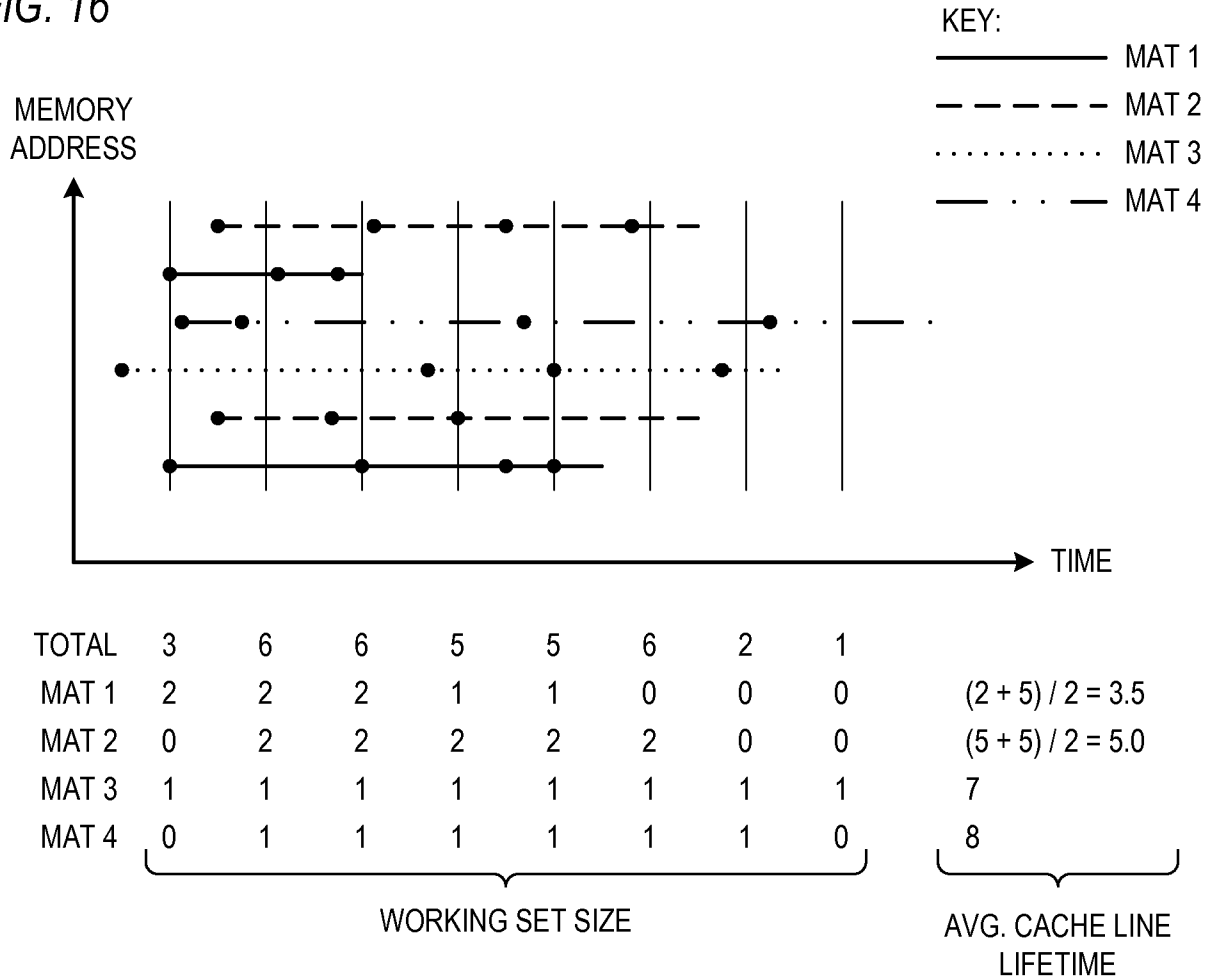 IG. 16
KEY:
MAT 1
MAT 2
MAT 3
MAT 4
MEMORY
ADDRESS
TIME
TOTAL 3 6 6 5 5 6 2 1
MAT 1 2 2 2 1 1 0 0 0 (2 + 5) / 2 = 3.5
MAT 2 0 2 2 2 2 2 0 0 (5 + 5) / 2 = 5.0
MAT 3 1 1 1 1 1 1 1 1 7
MAT 4 0 1 1 1 1 1 1 0 8
WORKING SET SIZE
AVG. CACHE LINE
LIFETIME